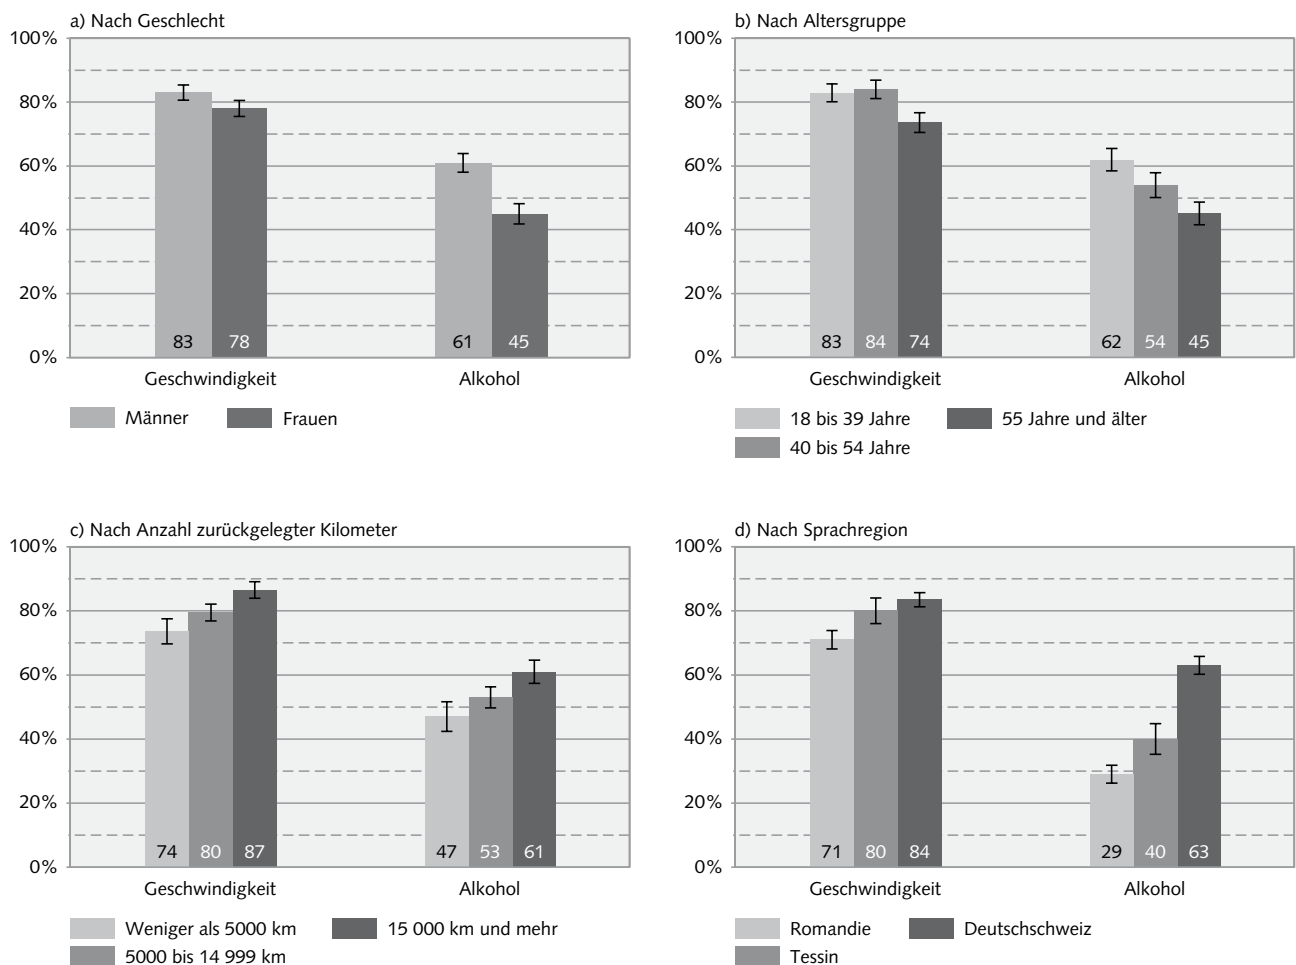 a) Nach Geschlecht
100%
80%
60%
40%
20%
0%
83 78 61 45
Geschwindigkeit Alkohol
Männer Frauen
b) Nach Altersgruppe
100%
80%
60%
40%
20%
0%
83 84 74 62 54 45
Geschwindigkeit Alkohol
18 bis 39 Jahre 55 Jahre und älter
40 bis 54 Jahre
c) Nach Anzahl zurückgelegter Kilometer
100%
80%
60%
40%
20%
0%
74 80 87 47 53 61
Geschwindigkeit Alkohol
Weniger als 5000 km 15 000 km und mehr
5000 bis 14 999 km
d) Nach Sprachregion
100%
80%
60%
40%
20%
0%
71 80 84 29 40 63
Geschwindigkeit Alkohol
Romandie Deutschschweiz
Tessin